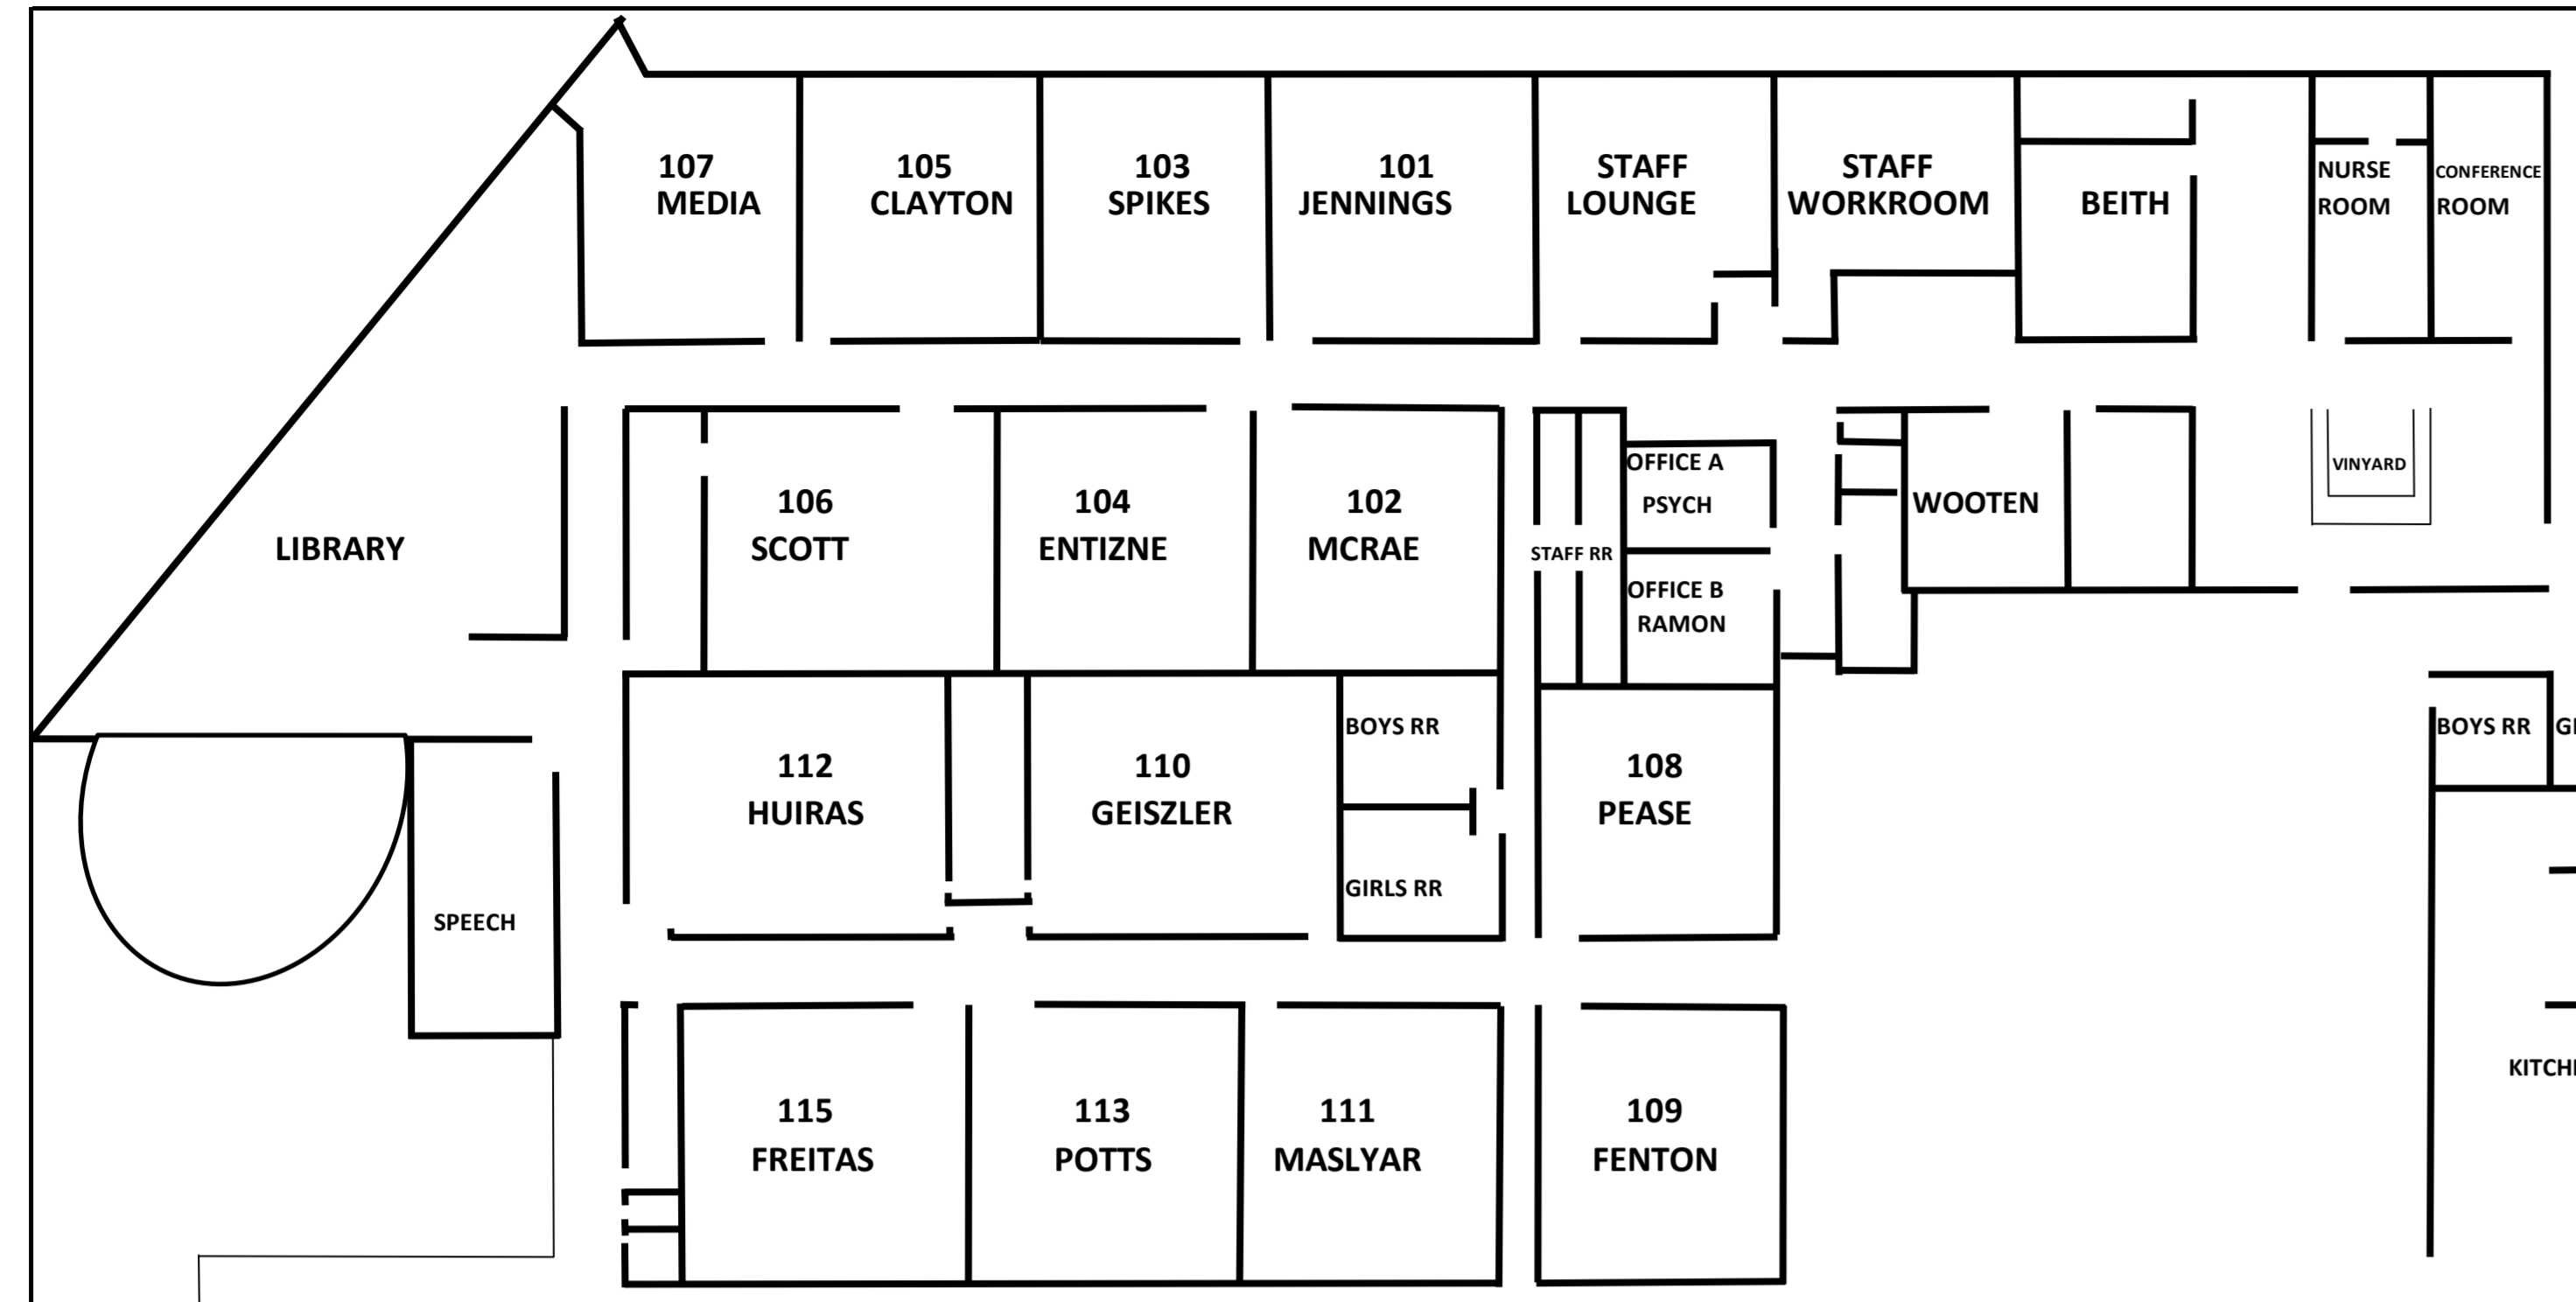 107
MEDIA
105
CLAYTON
103
SPIKES
101
JENNINGS
STAFF
LOUNGE
STAFF
WORKROOM
BEITH
NURSE
ROOM
CONFERENCE
ROOM
LIBRARY
106
SCOTT
104
ENTIZNE
102
MCRAE
STAFF RR
OFFICE A
PSYCH
OFFICE B
RAMON
WOOTEN
VINYARD
112
HUIRAS
110
GEISZLER
BOYS RR
GIRLS RR
108
PEASE
BOYS RR
SPEECH
115
FREITAS
113
POTTS
111
MASLYAR
109
FENTON